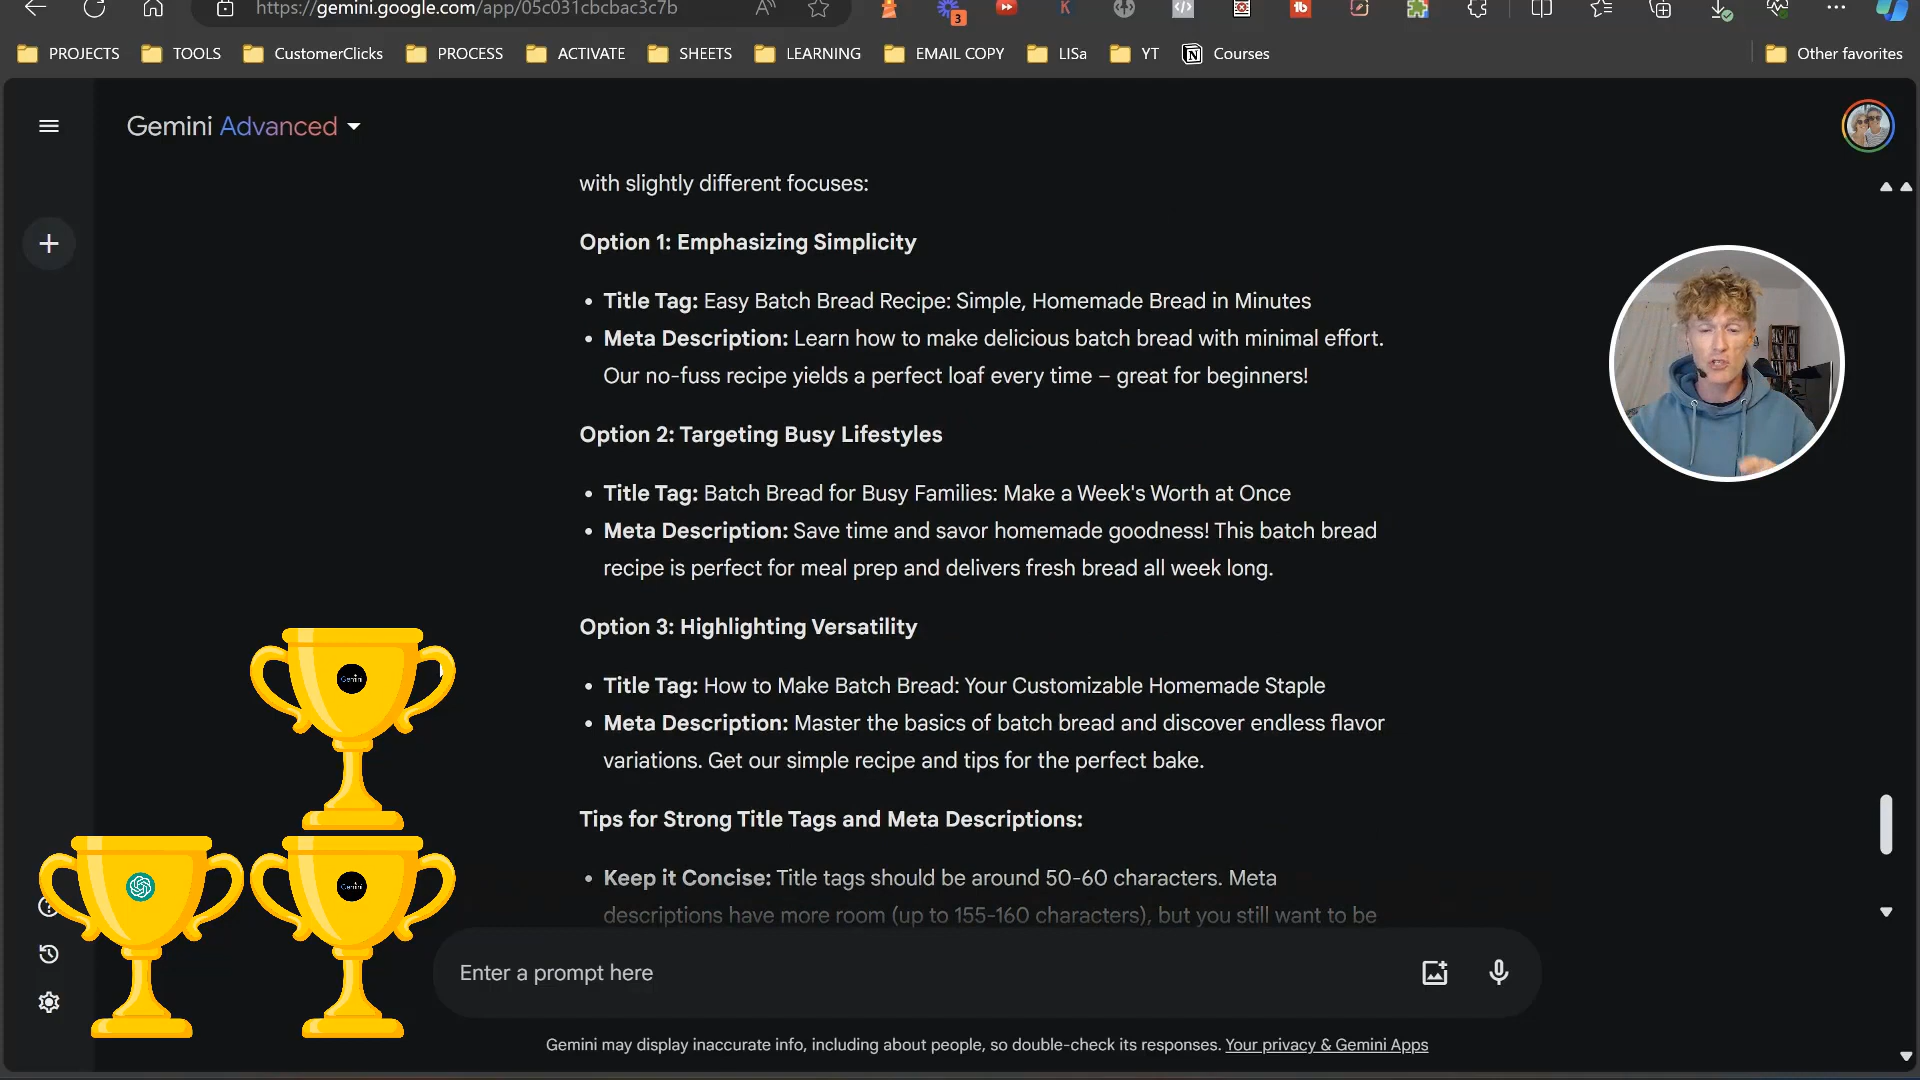 https://gemini.google.com/app/05c031cbcbac3c7b
3
PROJECTS
TOOLS
CustomerClicks
PROCESS
ACTIVATE
SHEETS
LEARNING
EMAIL COPY
LISa
YT
Courses
Other favorites
Gemini Advanced
with slightly different focuses:
Option 1: Emphasizing Simplicity
• Title Tag: Easy Batch Bread Recipe: Simple, Homemade Bread in Minutes
• Meta Description: Learn how to make delicious batch bread with minimal effort.
Our no-fuss recipe yields a perfect loaf every time – great for beginners!
Option 2: Targeting Busy Lifestyles
• Title Tag: Batch Bread for Busy Families: Make a Week's Worth at Once
• Meta Description: Save time and savor homemade goodness! This batch bread
recipe is perfect for meal prep and delivers fresh bread all week long.
Option 3: Highlighting Versatility
• Title Tag: How to Make Batch Bread: Your Customizable Homemade Staple
• Meta Description: Master the basics of batch bread and discover endless flavor
variations. Get our simple recipe and tips for the perfect bake.
Tips for Strong Title Tags and Meta Descriptions:
• Keep it Concise: Title tags should be around 50-60 characters. Meta
descriptions have more room (up to 155-160 characters), but you still want to be
Gemini
Gemini
Enter a prompt here
Gemini may display inaccurate info, including about people, so double-check its responses. Your privacy & Gemini Apps